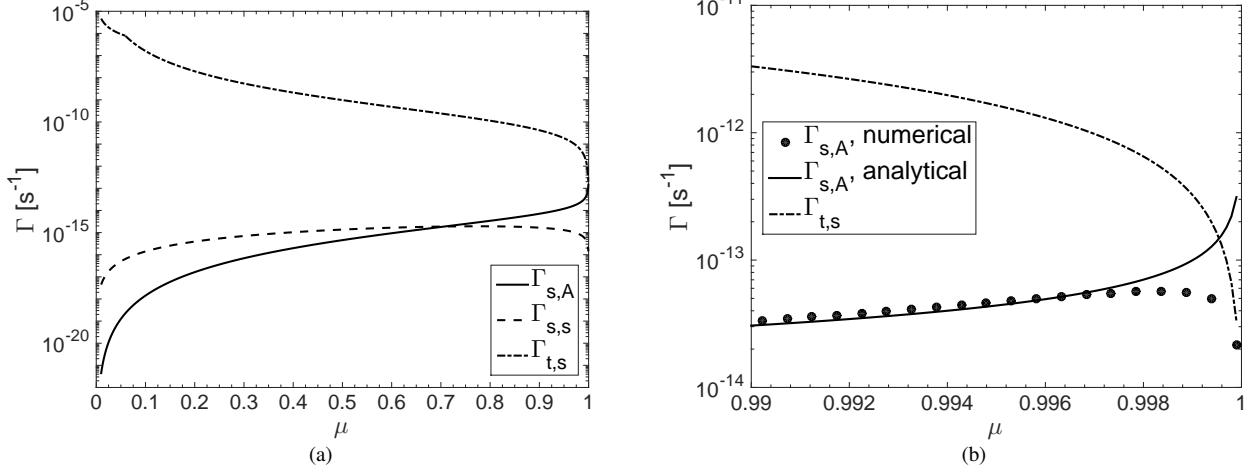 10^-5
10^-10
10^-15
10^-20
Γ [s^-1]
0 0.1 0.2 0.3 0.4 0.5 0.6 0.7 0.8 0.9 1
μ
Γ_s,A
Γ_s,s
Γ_t,s
(a)
10^-11
10^-12
10^-13
10^-14
Γ [s^-1]
0.99 0.992 0.994 0.996 0.998 1
μ
Γ_s,A, numerical
Γ_s,A, analytical
Γ_t,s
(b)